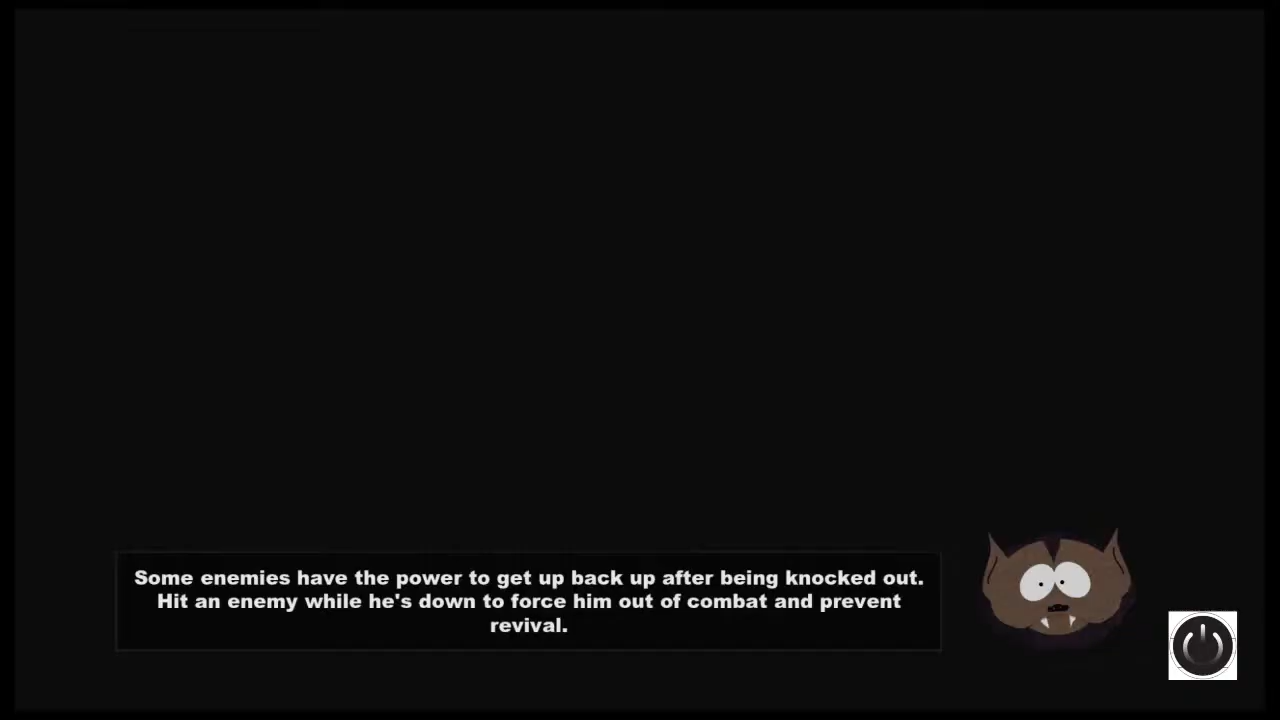 Some enemies have the power to get up back up after being knocked out.
Hit an enemy while he's down to force him out of combat and prevent
revival.